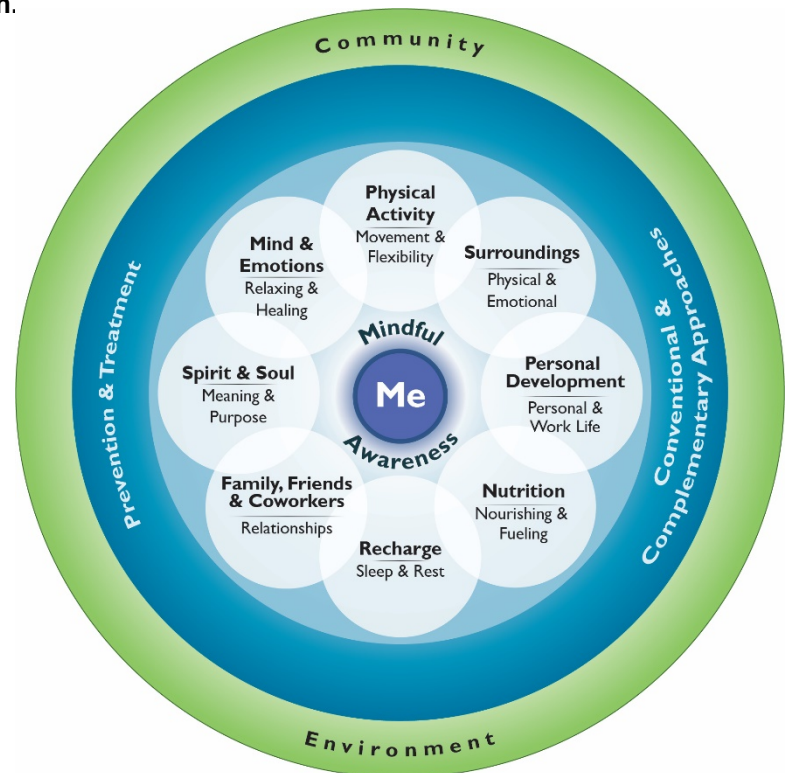 n.
Community
Physical
Activity
Movement &
Flexibility
Surroundings
Physical &
Emotional
Personal
Development
Personal &
Work Life
Nutrition
Nourishing &
Fueling
Recharge
Sleep & Rest
Family, Friends
& Coworkers
Relationships
Spirit & Soul
Meaning &
Purpose
Mind &
Emotions
Relaxing &
Healing
Mindful
Me
Awareness
Prevention & Treatment
Conventional &
Complementary Approaches
Environment